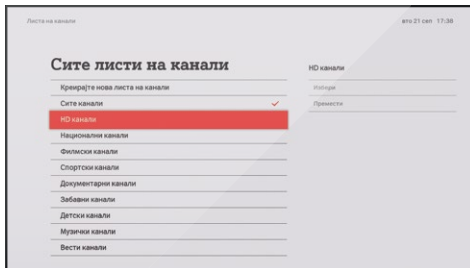 Листа на канали
вто 21 сеп 17:38
Сите листи на канали
Креирајте нова листа на канали
Сите канали
HD канали
Национални канали
Филмски канали
Спортски канали
Документарни канали
Забавни канали
Детски канали
Музички канали
Вести канали
HD канали
Избери
Премести